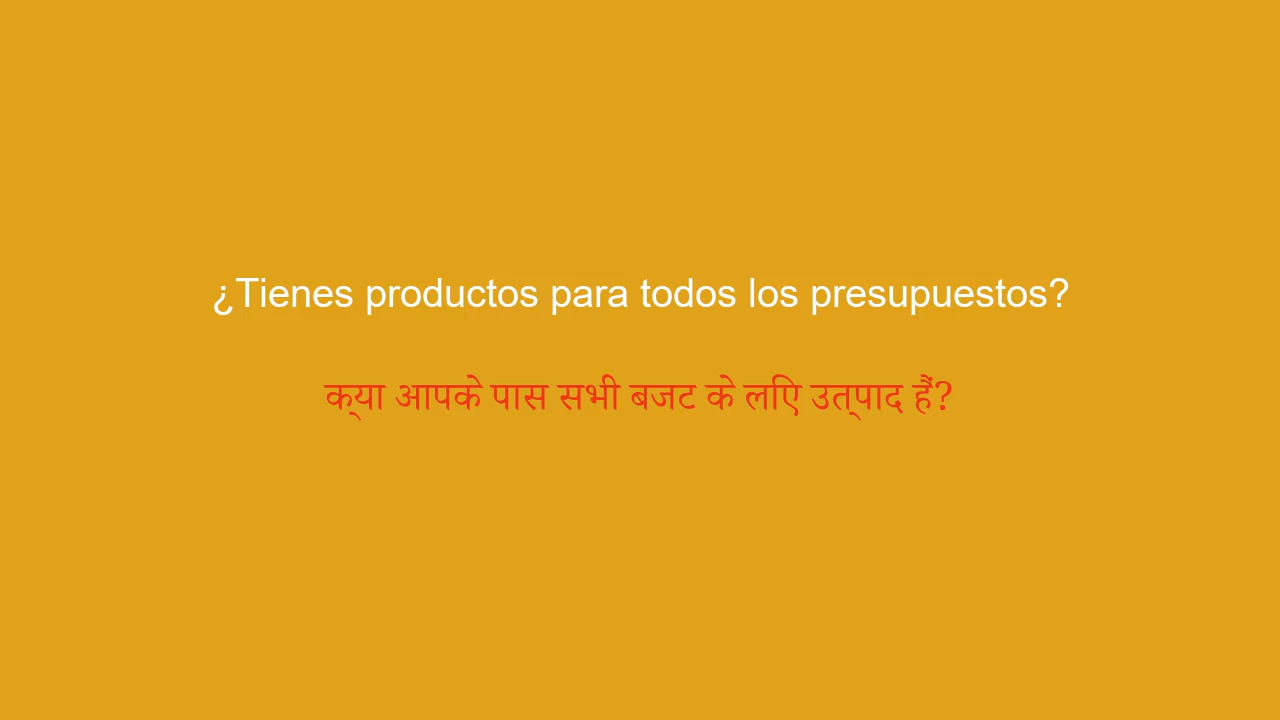 ¿Tienes productos para todos los presupuestos?
क्या आपके पास सभी बजट के लिए उत्पाद हैं?